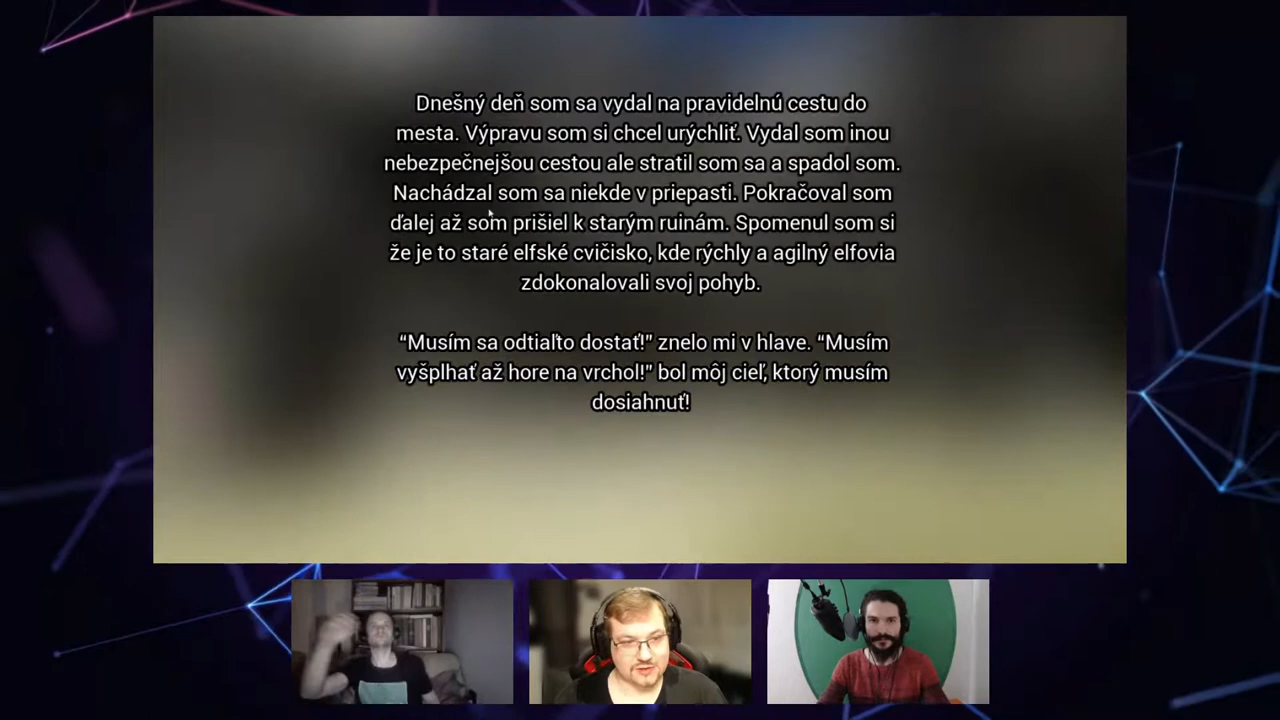 Dnešný deň som sa vydal na pravidelnú cestu do
mesta. Výpravu som si chcel urýchliť. Vydal som inou
nebezpečnejšou cestou ale stratil som sa a spadol som.
Nachádzal som sa niekde v priepasti. Pokračoval som
ďalej až som prišiel k starým ruinám. Spomenul som si
že je to staré elfské cvičisko, kde rýchly a agilný elfovia
zdokonalovali svoj pohyb.
“Musím sa odtiaľto dostať!” znelo mi v hlave. “Musím
vyšplhať až hore na vrchol!” bol môj cieľ, ktorý musím
dosiahnuť!